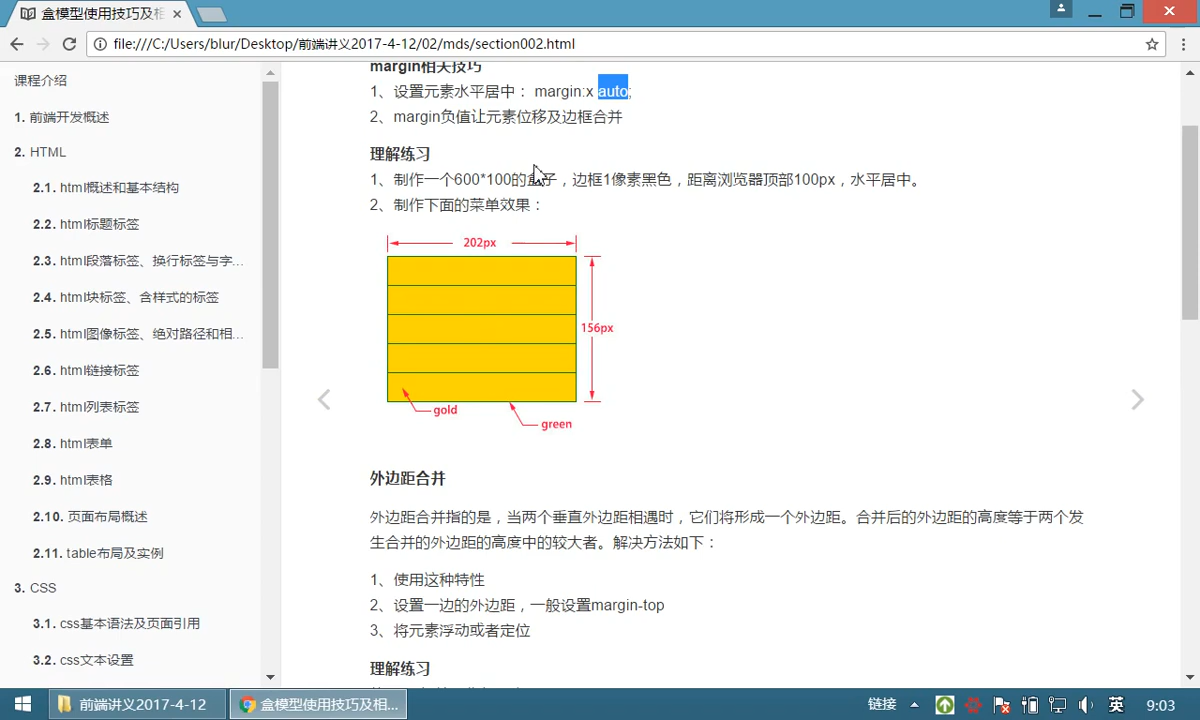 盒模型使用技巧及相
file:///C:/Users/blur/Desktop/前端讲义2017-4-12/02/mds/section002.html
课程介绍
1. 前端开发概述
2. HTML
2.1. html概述和基本结构
2.2. html标题标签
2.3. html段落标签、换行标签与字...
2.4. html块标签、含样式的标签
2.5. html图像标签、绝对路径和相...
2.6. html链接标签
2.7. html列表标签
2.8. html表单
2.9. html表格
2.10. 页面布局概述
2.11. table布局及实例
3. CSS
3.1. css基本语法及页面引用
3.2. css文本设置
margin相关技巧
1、设置元素水平居中： margin:x auto;
2、margin负值让元素位移及边框合并
理解练习
1、制作一个600*100的盒子，边框1像素黑色，距离浏览器顶部100px，水平居中。
2、制作下面的菜单效果：
202px
156px
gold
green
外边距合并
外边距合并指的是，当两个垂直外边距相遇时，它们将形成一个外边距。合并后的外边距的高度等于两个发
生合并的外边距的高度中的较大者。解决方法如下：
1、使用这种特性
2、设置一边的外边距，一般设置margin-top
3、将元素浮动或者定位
理解练习
前端讲义2017-4-12
盒模型使用技巧及相...
链接
英
9:03